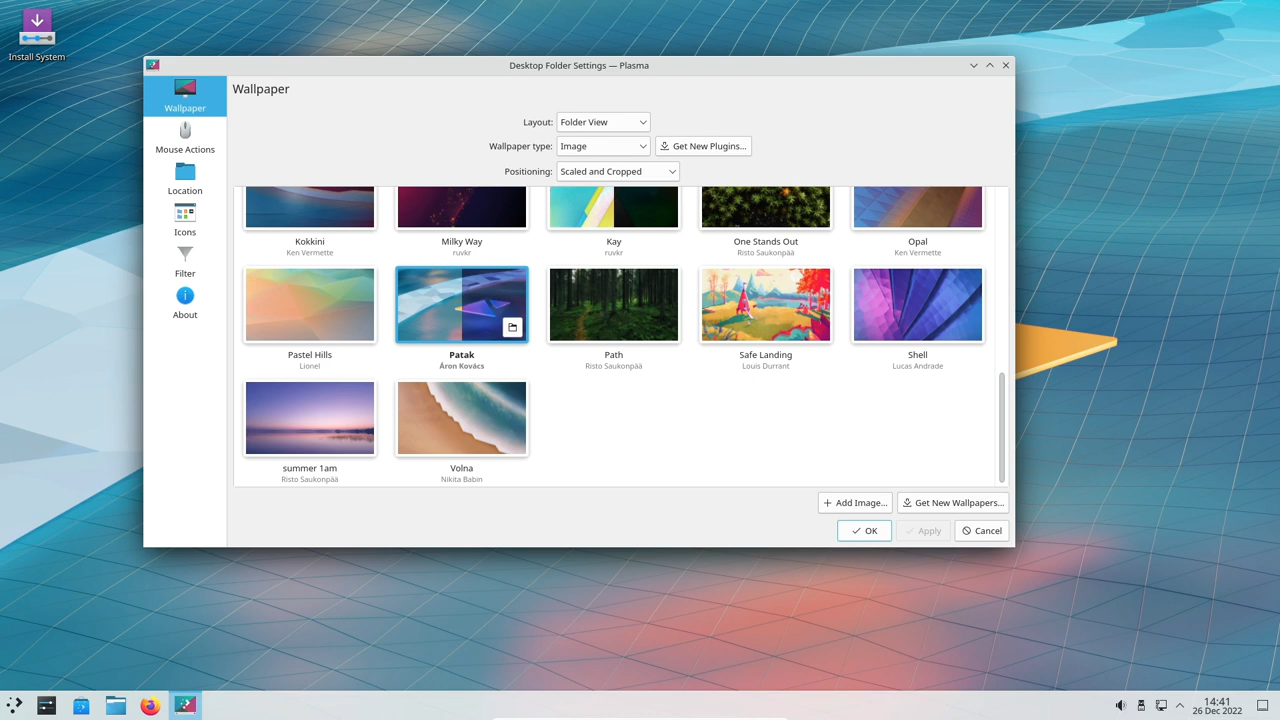 Install System
Desktop Folder Settings — Plasma
Wallpaper
Mouse Actions
Location
Icons
Filter
About
Wallpaper
Layout: Folder View
Wallpaper type: Image Get New Plugins...
Positioning: Scaled and Cropped
Kokkini Milky Way Kay One Stands Out Opal
Ken Vermette ruvkr ruvkr Risto Saukonpää Ken Vermette
Pastel Hills Patak Path Safe Landing Shell
Lionel Áron Kovács Risto Saukonpää Louis Durrant Lucas Andrade
summer 1am Volna
Risto Saukonpää Nikita Babin
Add Image... Get New Wallpapers...
OK Apply Cancel
14:41
26 Dec 2022